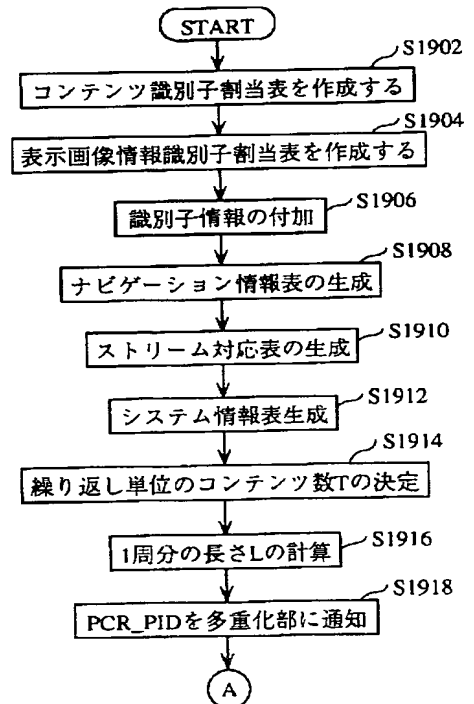 START
S1902
コンテンツ識別子割当表を作成する
S1904
表示画像情報識別子割当表を作成する
S1906
識別子情報の付加
S1908
ナビゲーション情報表の生成
S1910
ストリーム対応表の生成
S1912
システム情報表生成
S1914
繰り返し単位のコンテンツ数Tの決定
S1916
1周分の長さLの計算
S1918
PCR_PIDを多重化部に通知
A